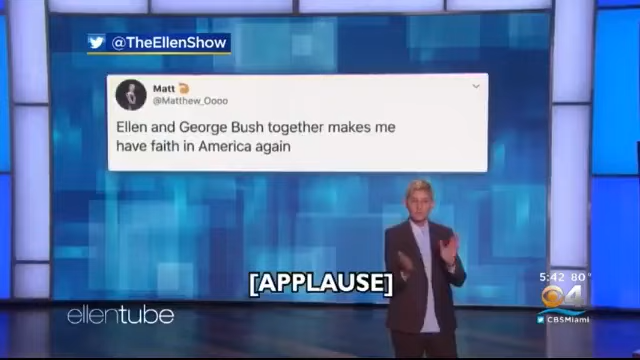 @TheEllenShow
Matt
@Matthew_Oooo
Ellen and George Bush together makes me
have faith in America again
[APPLAUSE]
ellentube
5:42 80°
4
CBSMiami